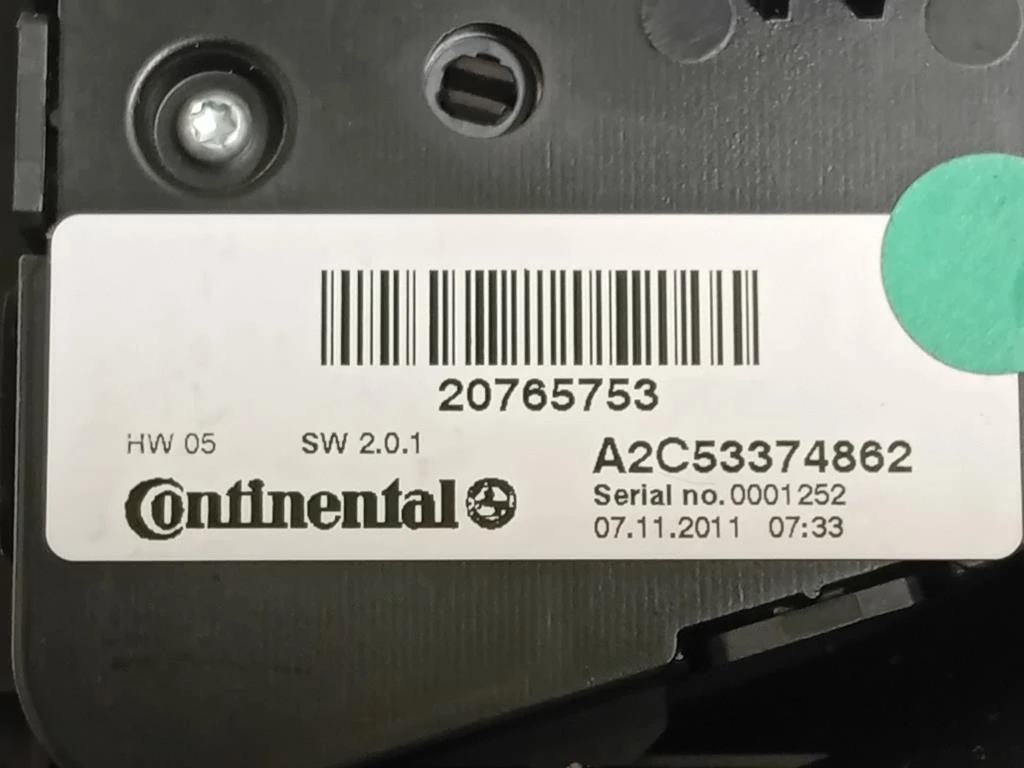 20765753
HW 05 SW 2.0.1
A2C53374862
Continental
Serial no.0001252
07.11.2011 07:33